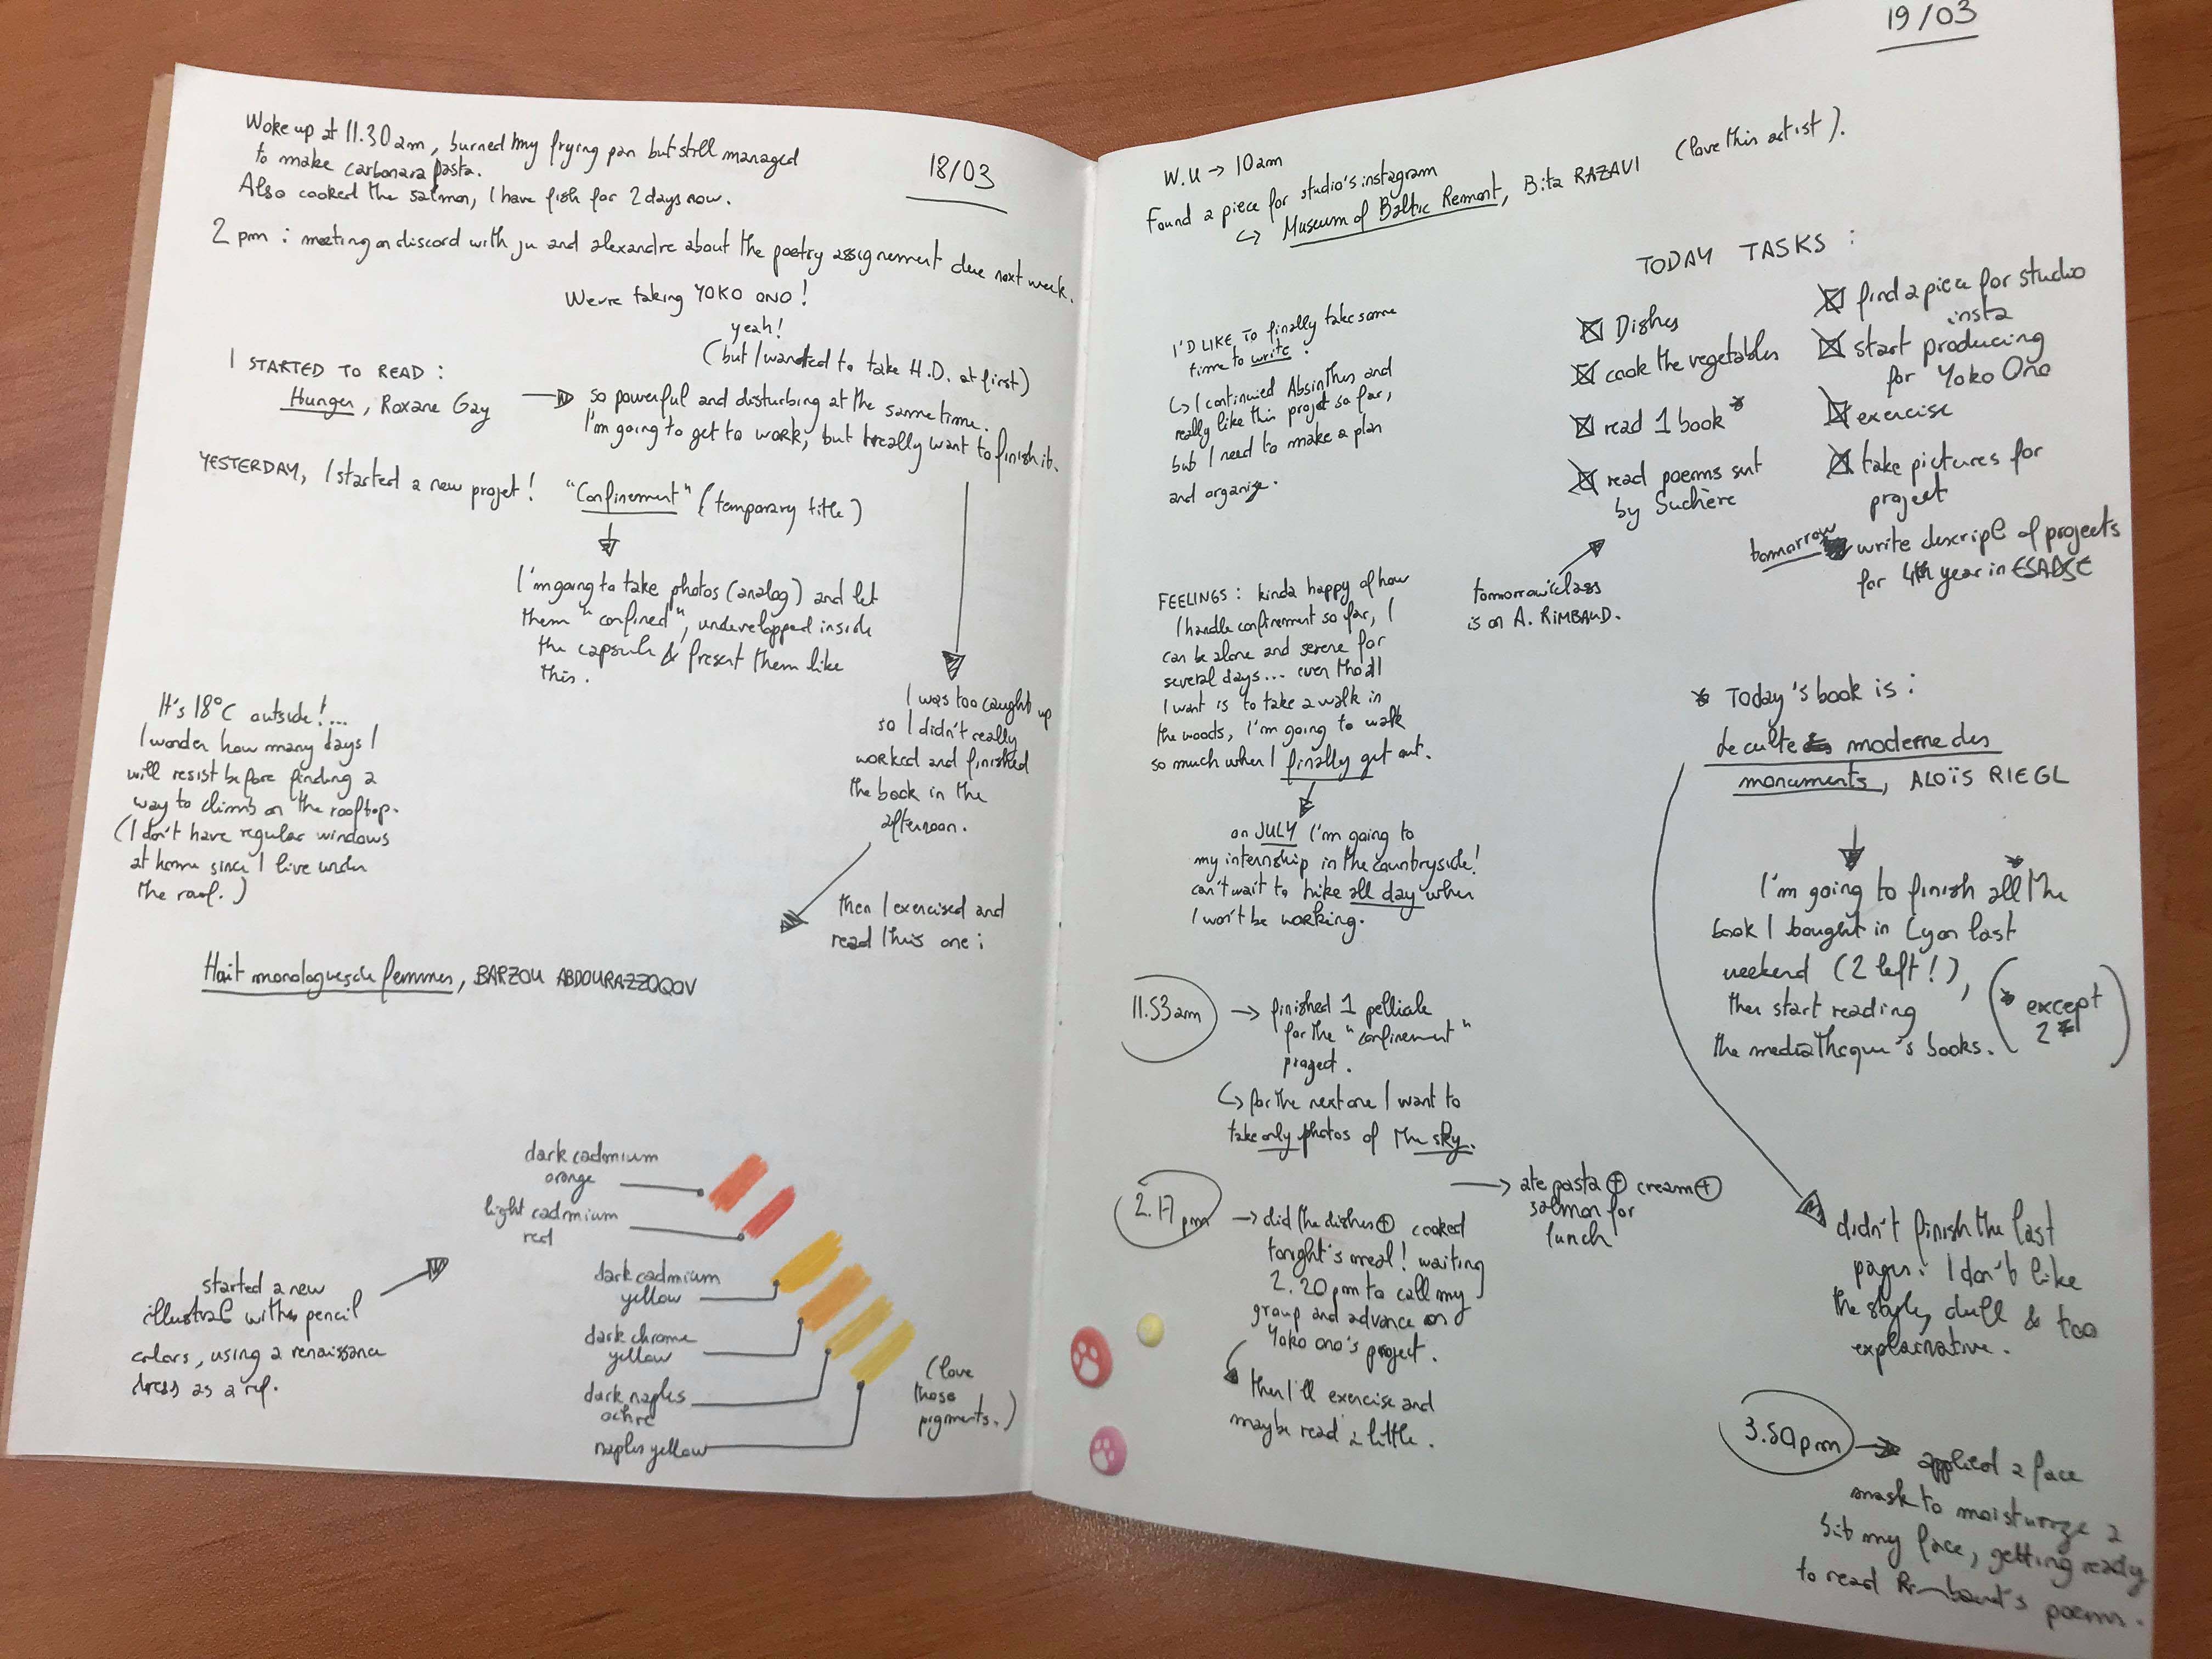 18/03
Woke up at 11.30am, burned my frying pan but still managed
to make carbonara pasta.
Also cooked the salmon, I have fish for 2 days now.
2 pm : meeting on discord with ju and alexandre about the poetry assignement due next week.
We're taking YOKO ONO !
yeah!
(but I wanted to take H.D. at first)
I STARTED TO READ :
Hunger, Roxane Gay
so powerful and disturbing at the same time.
I'm going to get to work, but I really want to finish it.
YESTERDAY, I started a new projet ! "Confinement" (temporary title)
I'm going to take photos (analog) and let
them "confined", undevelopped inside
the capsule & present them like
this.
I was too caught up
so I didn't really
worked and finished
the book in the
afternoon.
It's 18°C outside!...
I wonder how many days I
will resist before finding a
way to climb on the rooftop.
(I don't have regular windows
at home since I live under
the roof.)
then I exercised and
read this one :
Huit monologues de femmes, BARZOU ABDOURAZZOQOV
dark cadmium
orange
light cadmium
red
dark cadmium
yellow
dark chrome
yellow
dark naples
ochre
naples yellow
(love
those
pigments.)
started a new
illustrat° with pencil
colors, using a renaissance
dress as a ref.
19/03
W.U → 10am
Found a piece for studio's instagram
↳ Museum of Baltic Remont, Bita RAZAVI (love this artist).
I'D LIKE TO finally take some
time to write.
↳ I continued Absinthes and
really like this projet so far,
but I need to make a plan
and organize.
TODAY TASKS :
Dishes
cook the vegetables
read 1 book *
read poems sent
by Suchère
find a piece for studio
insta
start producing
for Yoko Ono
exercise
take pictures for
project
tomorrow write descript° of projects
for 4th year in ESADSE
tomorrow's class
is on A. RIMBAUD.
FEELINGS : kinda happy of how
I handle confinement so far, I
can be alone and serene for
several days... even tho all
I want is to take a walk in
the woods, I'm going to walk
so much when I finally get out.
on JULY I'm going to
my internship in the countryside!
can't wait to hike all day when
I won't be working.
* Today's book is :
Le culte moderne des
monuments, ALOÏS RIEGL
I'm going to finish all* the
book I bought in Lyon last
weekend (2 left!),
then start reading
the mediatheque's books.
(* except
2)
11.53am → finished 1 pellicule
for the "confinement"
project.
↳ for the next one I want to
take only photos of the sky.
2.17 pm → did the dishes + cooked
tonight's meal! waiting
2.20pm to call my
group and advance on
Yoko ono's project.
then I'll exercise and
maybe read a little.
→ ate pasta + cream +
salmon for
lunch
didn't finish the last
pages. I don't like
the style, dull & too
explainative.
3.50pm → applied a face
mask to moisturize a
bit my face, getting ready
to read Rimbaud's poems.